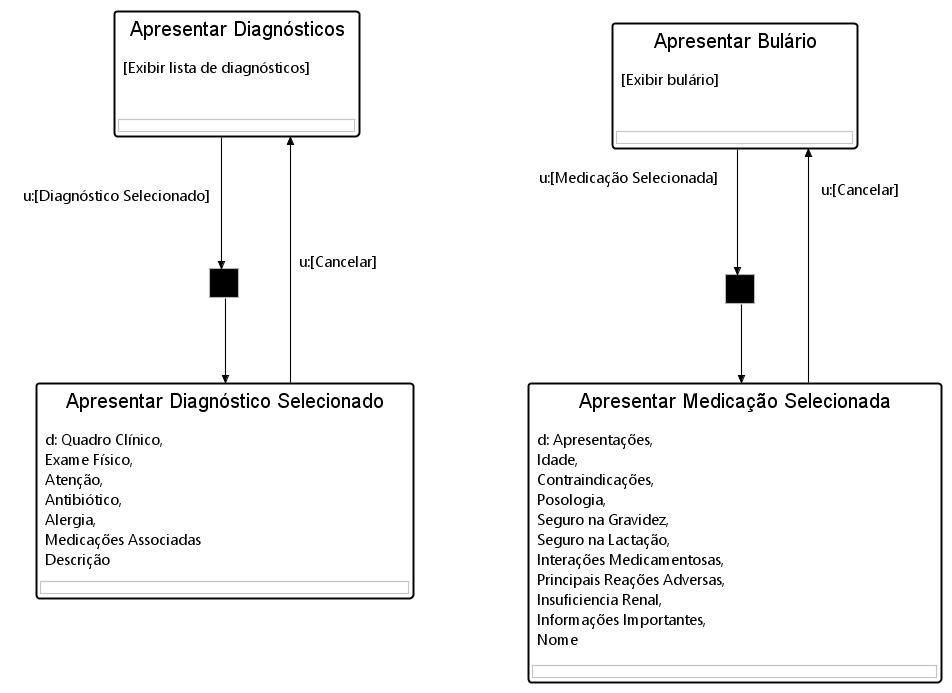 Apresentar Diagnósticos
[Exibir lista de diagnósticos]
u:[Diagnóstico Selecionado]
u:[Cancelar]
Apresentar Diagnóstico Selecionado
d: Quadro Clínico,
Exame Físico,
Atenção,
Antibiótico,
Alergia,
Medicações Associadas
Descrição
Apresentar Bulário
[Exibir bulário]
u:[Medicação Selecionada]
u:[Cancelar]
Apresentar Medicação Selecionada
d: Apresentações,
Idade,
Contraindicações,
Posologia,
Seguro na Gravidez,
Seguro na Lactação,
Interações Medicamentosas,
Principais Reações Adversas,
Insuficiencia Renal,
Informações Importantes,
Nome